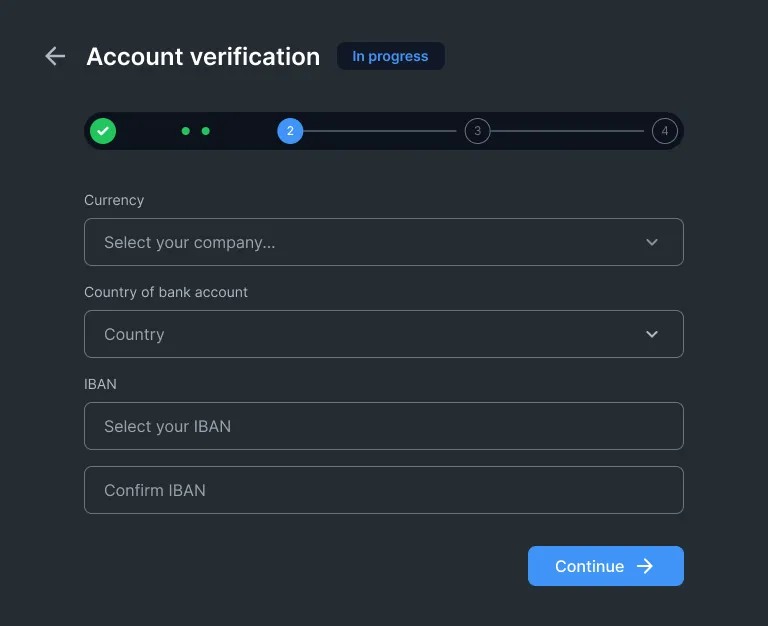 Account verification In progress
2 3 4
Currency
Select your company...
Country of bank account
Country
IBAN
Select your IBAN
Confirm IBAN
Continue